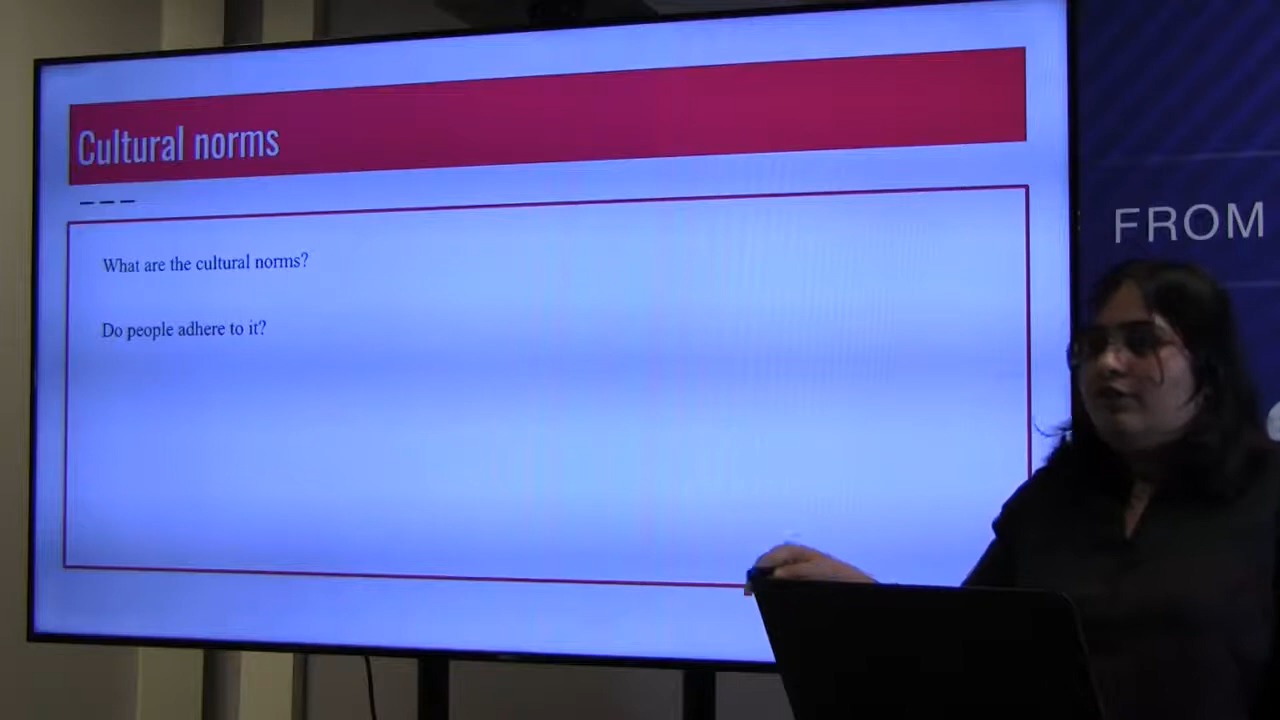 Cultural norms
What are the cultural norms?
Do people adhere to it?
FROM